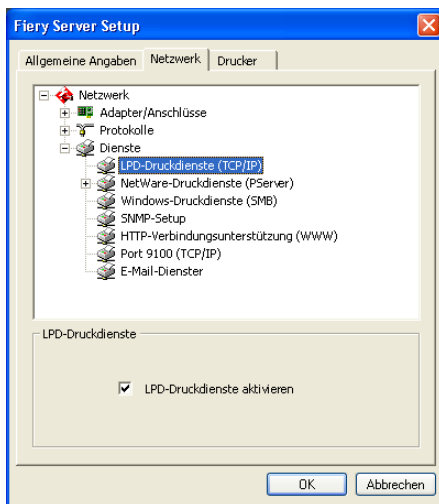 Fiery Server Setup
Allgemeine Angaben Netzwerk Drucker
Netzwerk
Adapter/Anschlüsse
Protokolle
Dienste
LPD-Druckdienste (TCP/IP)
NetWare-Druckdienste (PServer)
Windows-Druckdienste (SMB)
SNMP-Setup
HTTP-Verbindungsunterstützung (WWW)
Port 9100 (TCP/IP)
E-Mail-Dienster
LPD-Druckdienste
LPD-Druckdienste aktivieren
OK Abbrechen